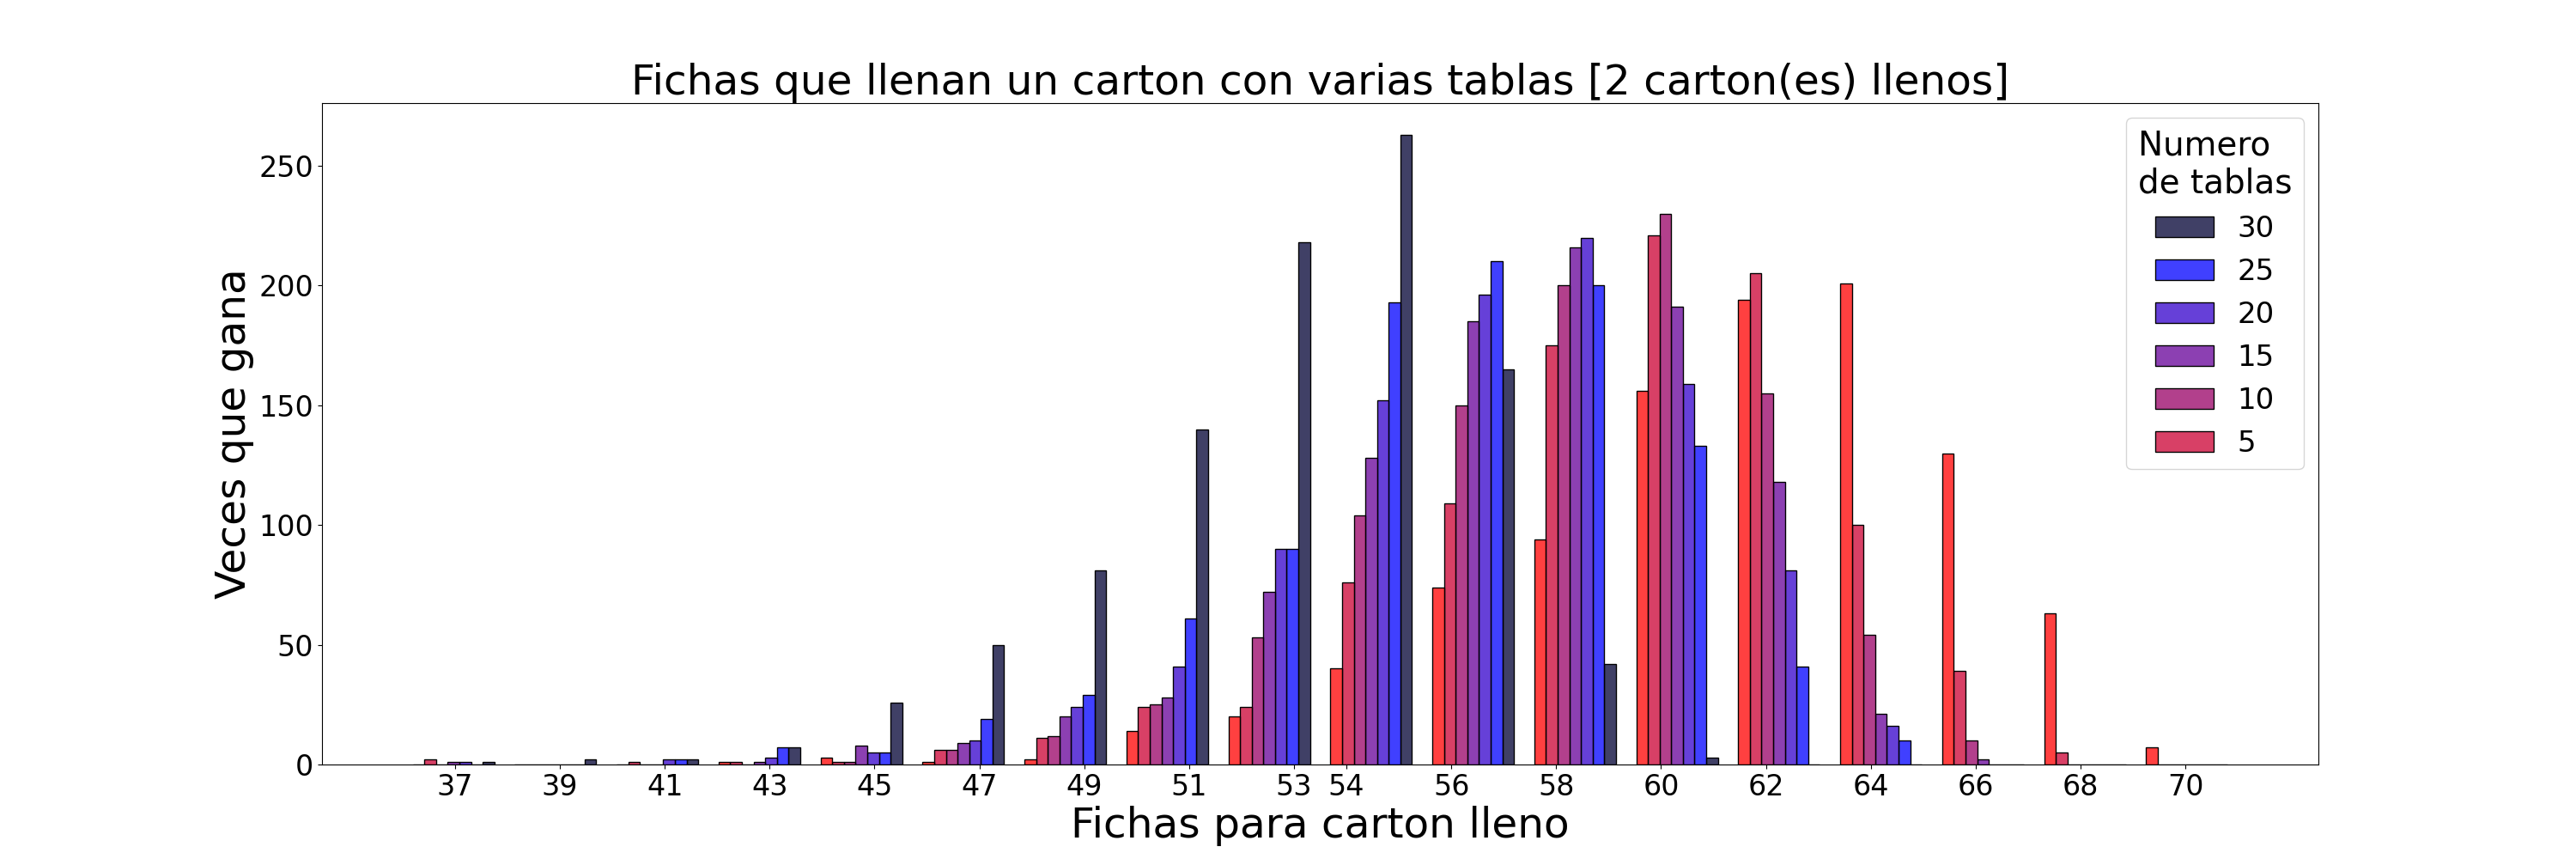 Fichas que llenan un carton con varias tablas [2 carton(es) llenos]
Veces que gana
250
200
150
100
50
0
Numero
de tablas
30
25
20
15
10
5
37 39 41 43 45 47 49 51 53 54 56 58 60 62 64 66 68 70
Fichas para carton lleno